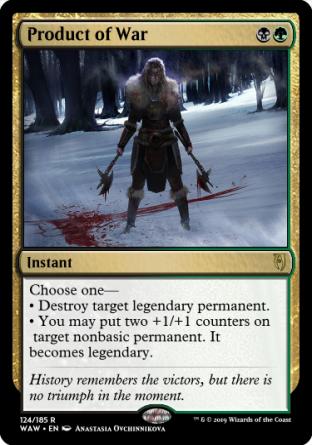 Product of War
Instant
Choose one—
• Destroy target legendary permanent.
• You may put two +1/+1 counters on
target nonbasic permanent. It
becomes legendary.
History remembers the victors, but there is
no triumph in the moment.
124/185 R
WAW • EN Anastasia Ovchinnikova
™ & © 2019 Wizards of the Coast